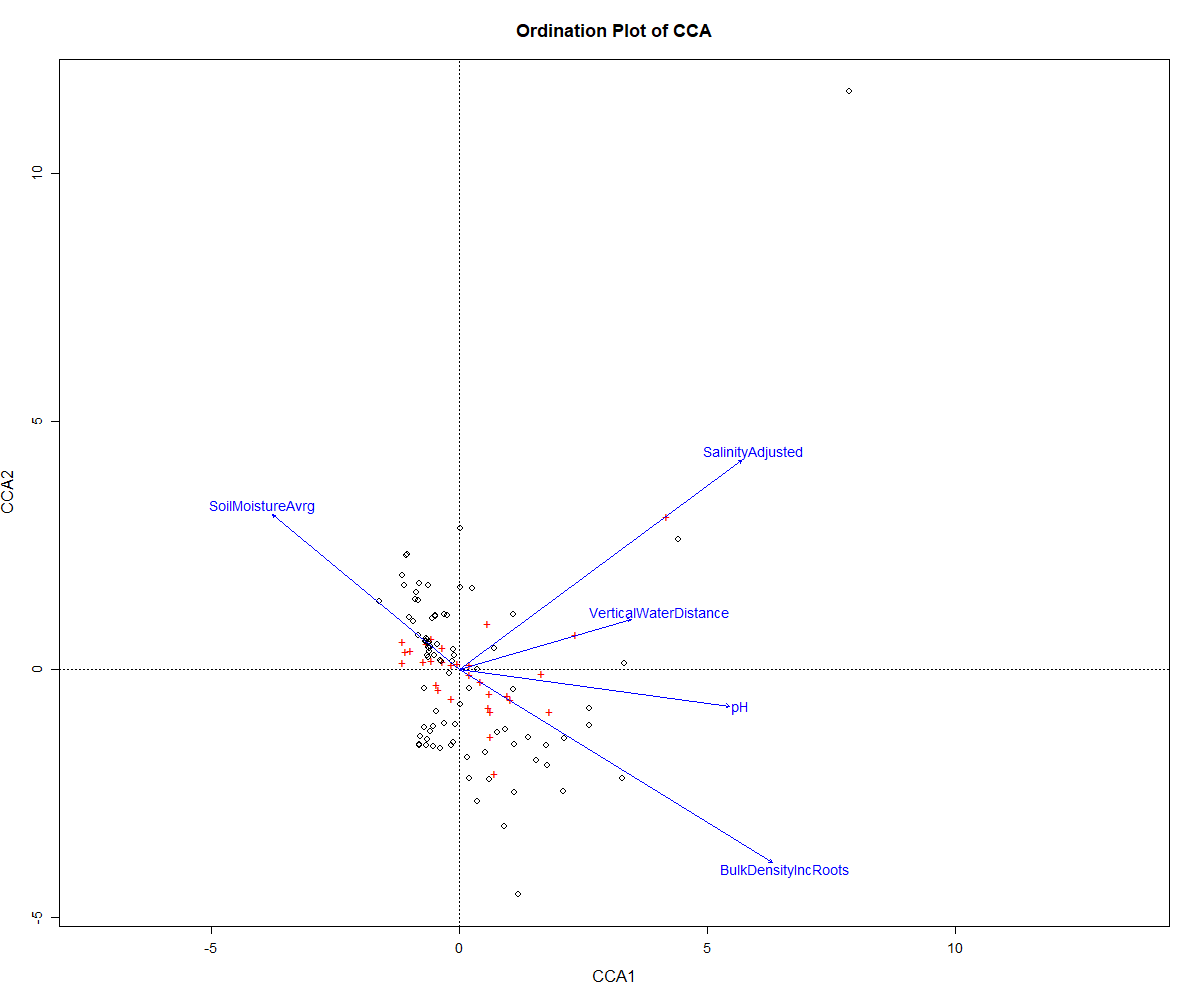 Ordination Plot of CCA
10
5
0
-5
CCA2
SalinityAdjusted
SoilMoistureAvrg
VerticalWaterDistance
pH
BulkDensityIncRoots
-5
0
5
10
CCA1